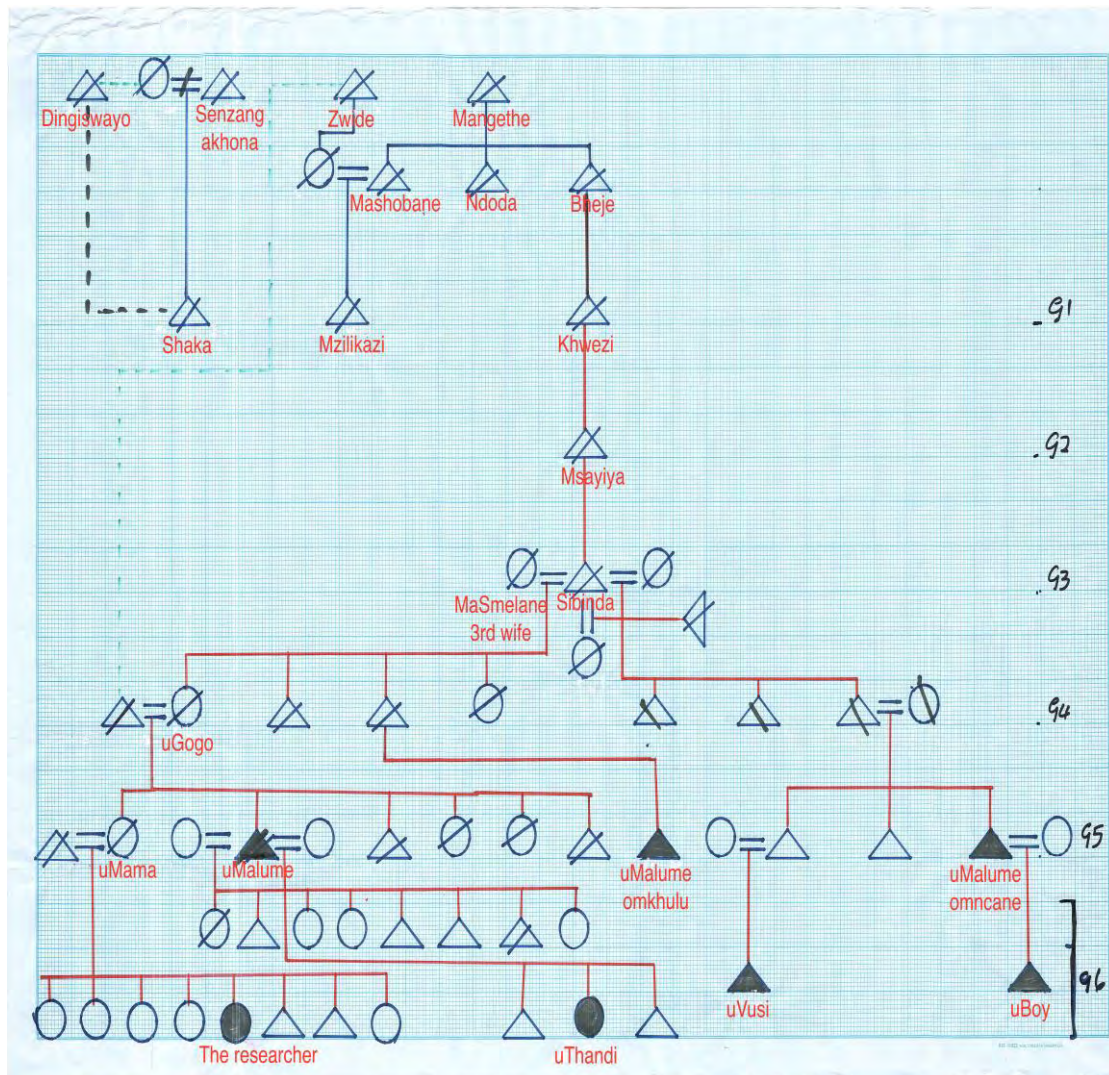 Dingiswayo
Senzang
akhona
Zwide
Mangethe
Mashobane
Ndoda
Bheje
Shaka
Mzilikazi
Khwezi
G1
Msayiya
G2
MaSmelane
3rd wife
Sibinda
G3
uGogo
G4
uMama
uMalume
uMalume
omkhulu
uMalume
omncane
G5
uVusi
uBoy
G6
The researcher
uThandi